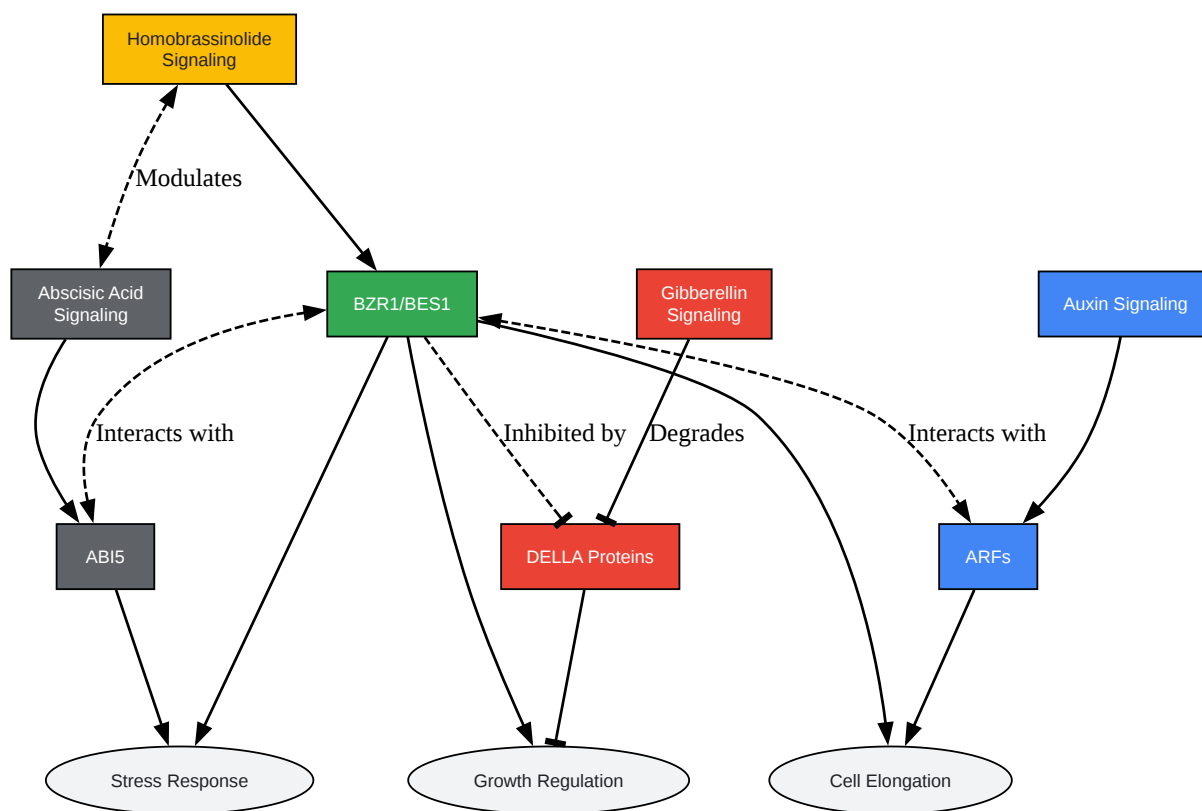 Homobrassinolide
Signaling
Modulates
Abscisic Acid
Signaling
BZR1/BES1
Gibberellin
Signaling
Auxin Signaling
Interacts with
Inhibited by
Degrades
Interacts with
ABI5
DELLA Proteins
ARFs
Stress Response
Growth Regulation
Cell Elongation